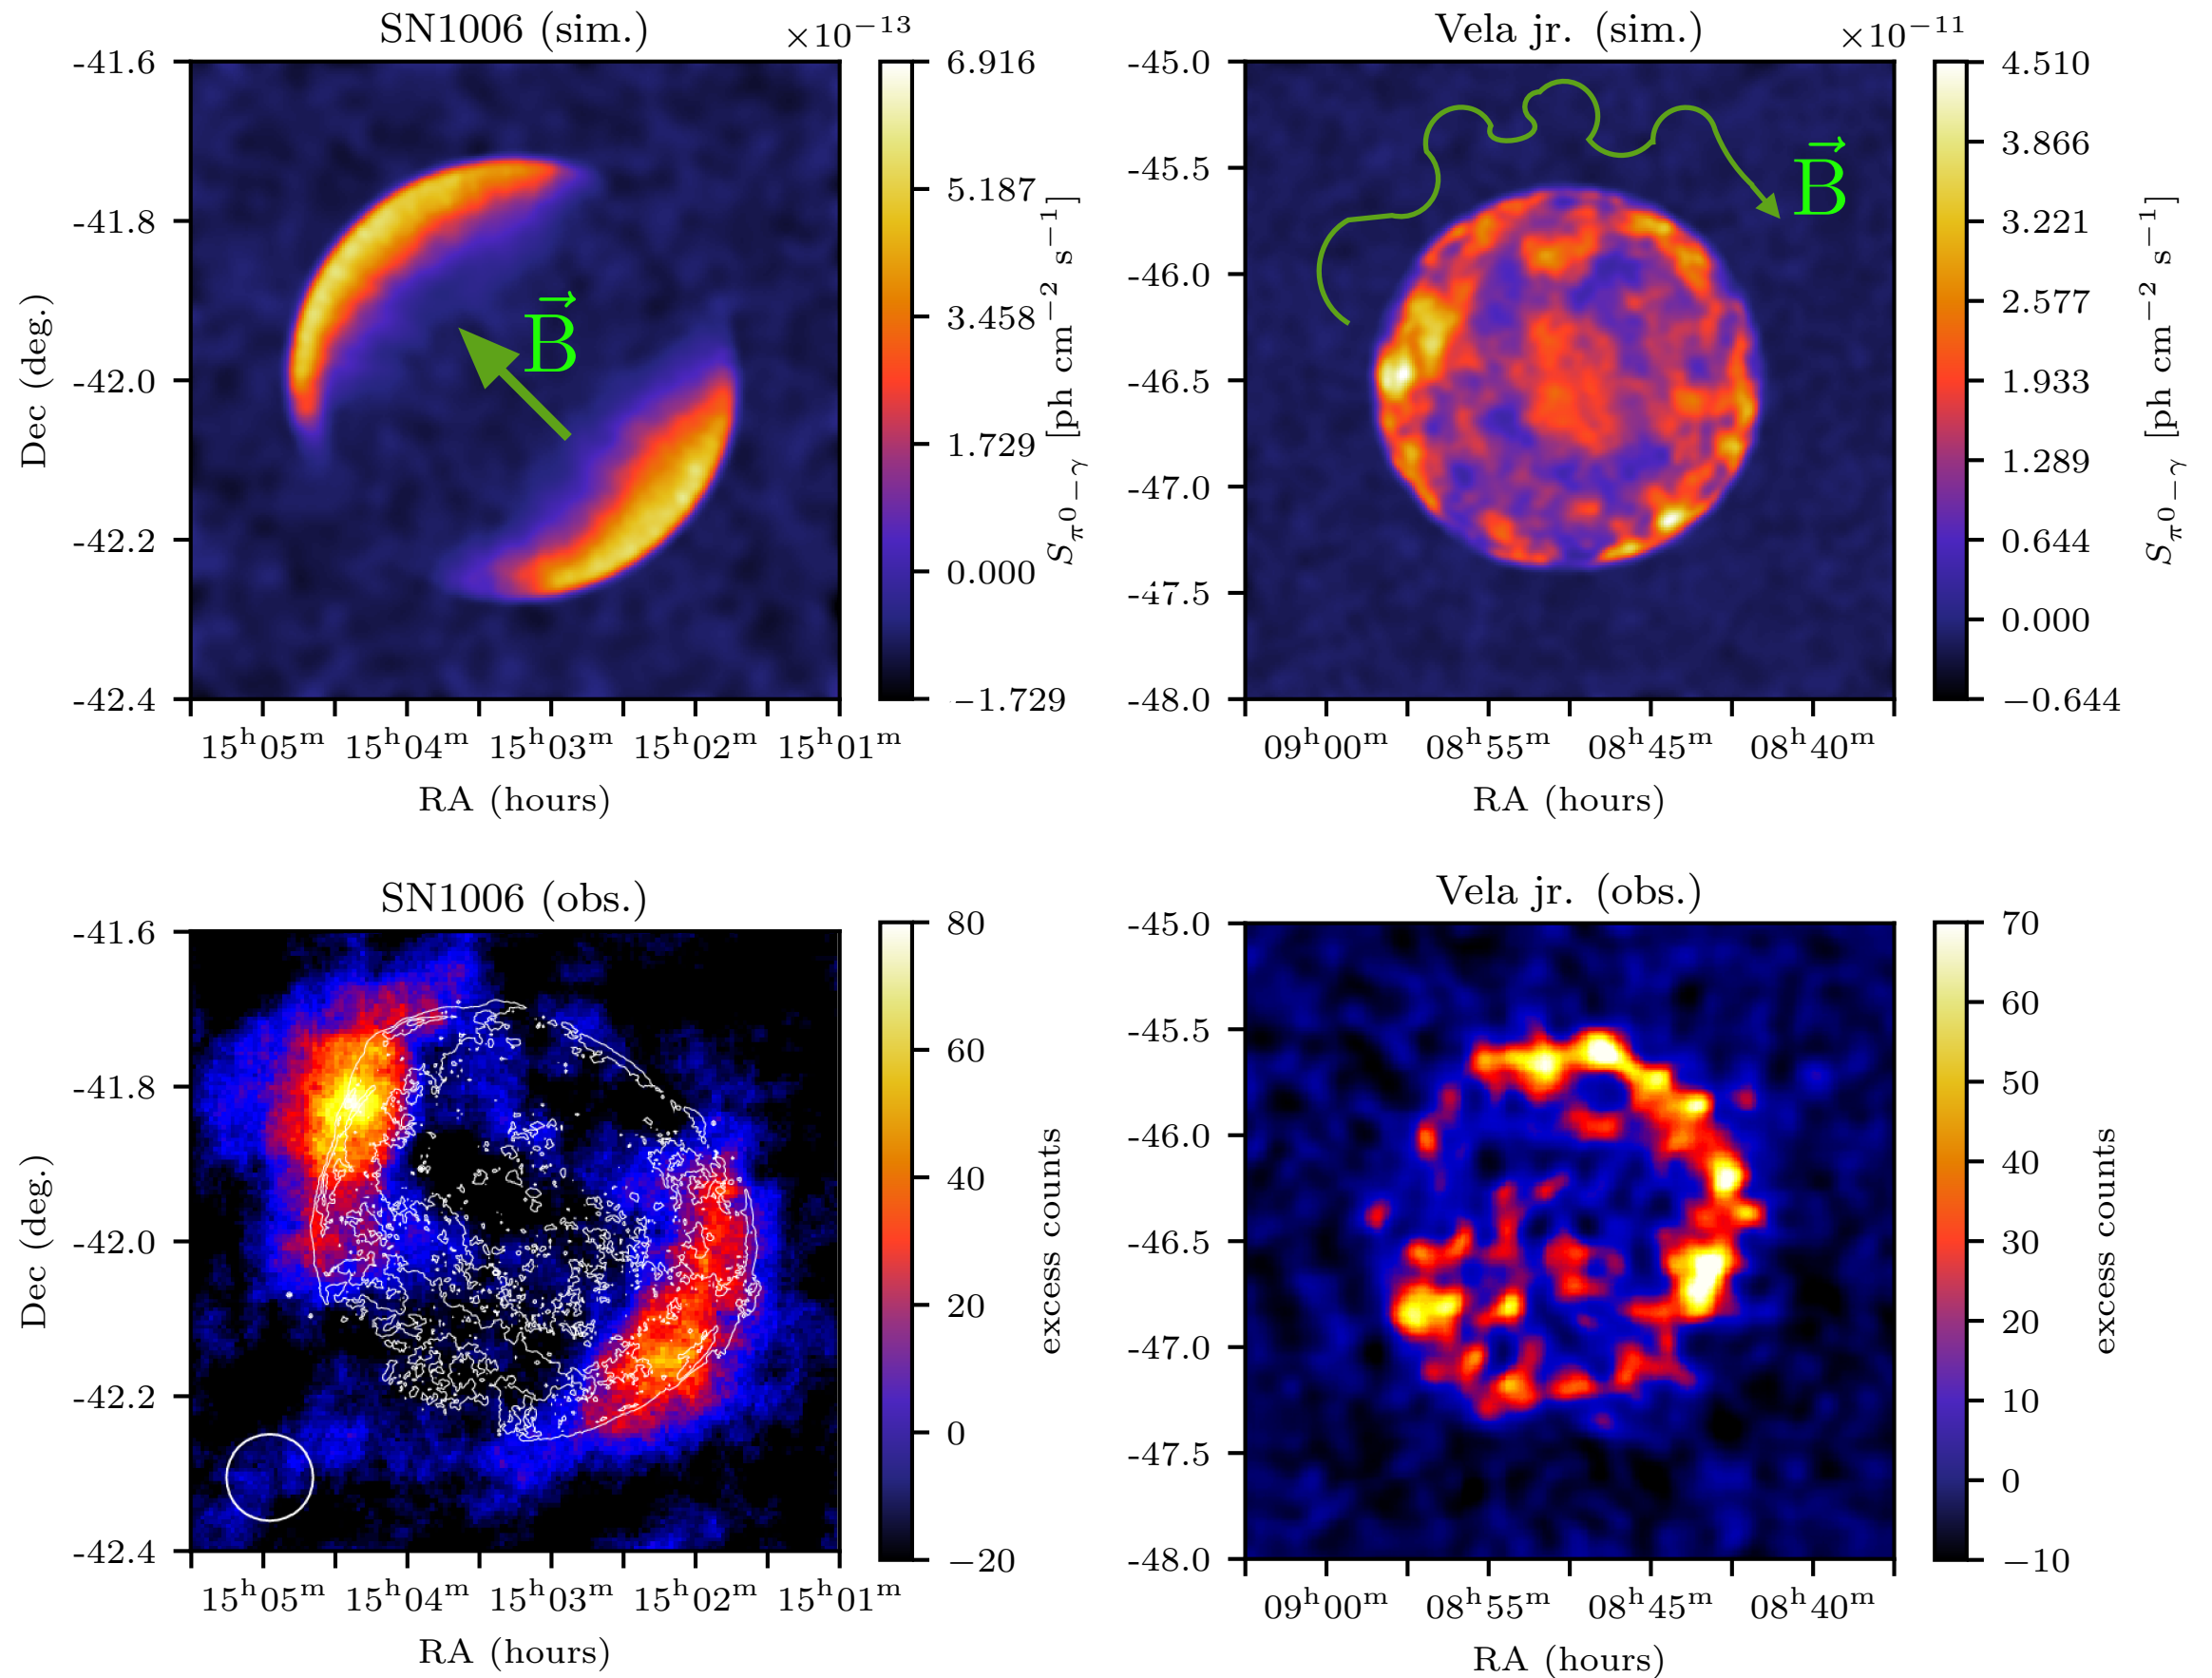 SN1006 (sim.)
×10⁻¹³
-41.6
-41.8
-42.0
-42.2
-42.4
Dec (deg.)
B⃗
15ʰ05ᵐ 15ʰ04ᵐ 15ʰ03ᵐ 15ʰ02ᵐ 15ʰ01ᵐ
RA (hours)
6.916
5.187
3.458
1.729
0.000
−1.729
S_{π⁰−γ} [ph cm⁻² s⁻¹]
Vela jr. (sim.)
×10⁻¹¹
-45.0
-45.5
-46.0
-46.5
-47.0
-47.5
-48.0
B⃗
09ʰ00ᵐ 08ʰ55ᵐ 08ʰ45ᵐ 08ʰ40ᵐ
RA (hours)
4.510
3.866
3.221
2.577
1.933
1.289
0.644
0.000
−0.644
S_{π⁰−γ} [ph cm⁻² s⁻¹]
SN1006 (obs.)
-41.6
-41.8
-42.0
-42.2
-42.4
Dec (deg.)
15ʰ05ᵐ 15ʰ04ᵐ 15ʰ03ᵐ 15ʰ02ᵐ 15ʰ01ᵐ
RA (hours)
80
60
40
20
0
−20
excess counts
Vela jr. (obs.)
-45.0
-45.5
-46.0
-46.5
-47.0
-47.5
-48.0
09ʰ00ᵐ 08ʰ55ᵐ 08ʰ45ᵐ 08ʰ40ᵐ
RA (hours)
70
60
50
40
30
20
10
0
−10
excess counts